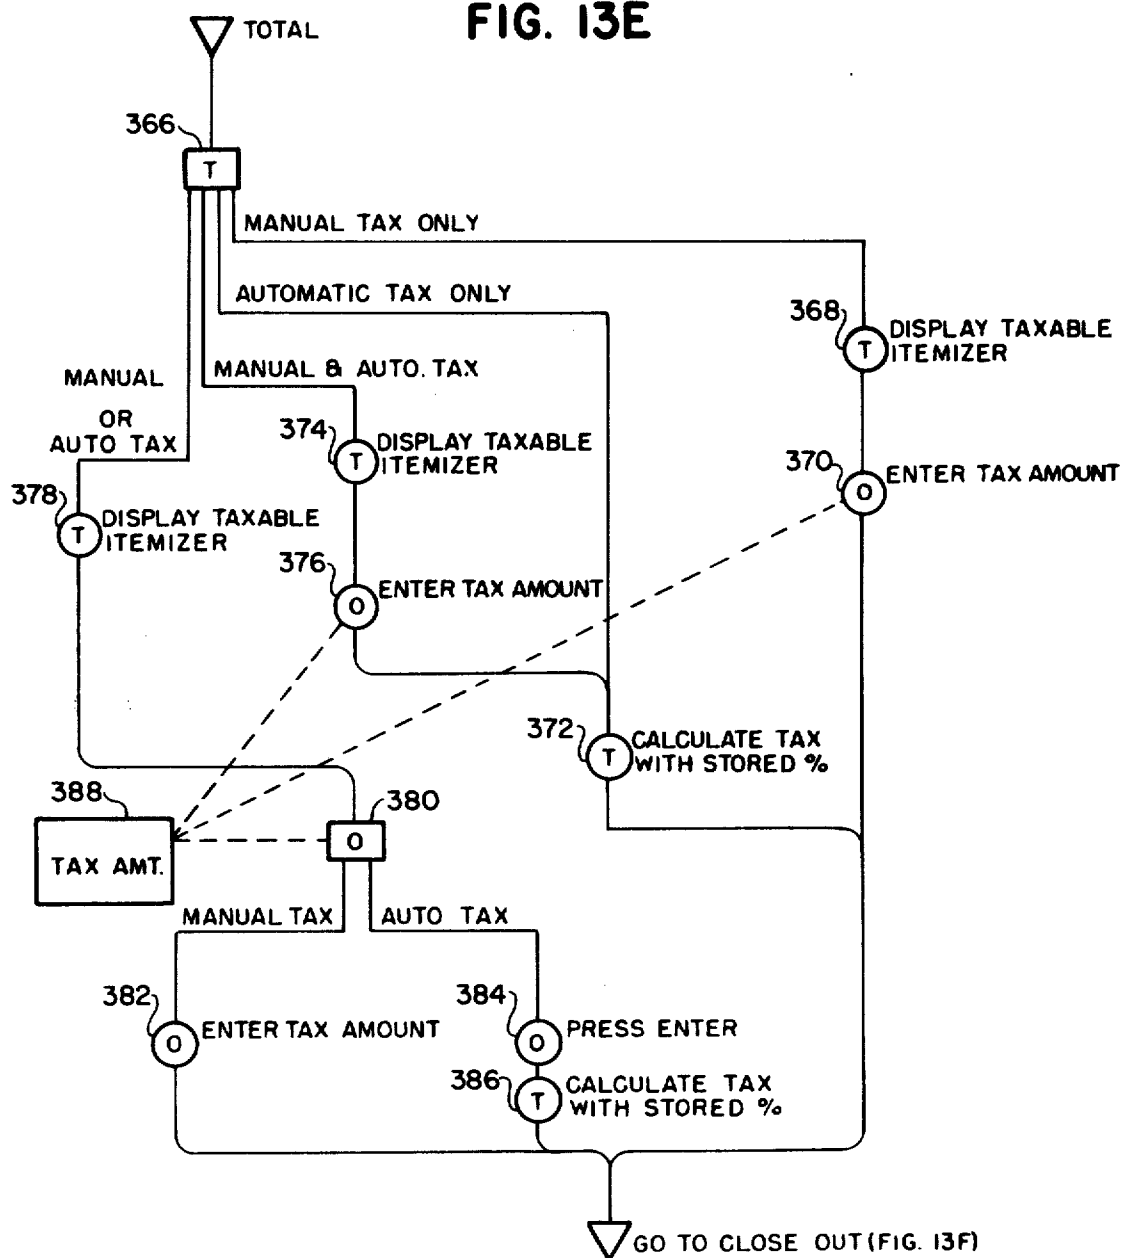 FIG. 13E
TOTAL
366
T
MANUAL TAX ONLY
AUTOMATIC TAX ONLY
368
T
DISPLAY TAXABLE
ITEMIZER
MANUAL & AUTO. TAX
MANUAL
OR
AUTO TAX
374
T
DISPLAY TAXABLE
ITEMIZER
370
O
ENTER TAX AMOUNT
378
T
DISPLAY TAXABLE
ITEMIZER
376
O
ENTER TAX AMOUNT
372
T
CALCULATE TAX
WITH STORED %
388
TAX AMT.
380
O
MANUAL TAX
AUTO TAX
382
O
ENTER TAX AMOUNT
384
O
PRESS ENTER
386
T
CALCULATE TAX
WITH STORED %
GO TO CLOSE OUT (FIG. 13F)